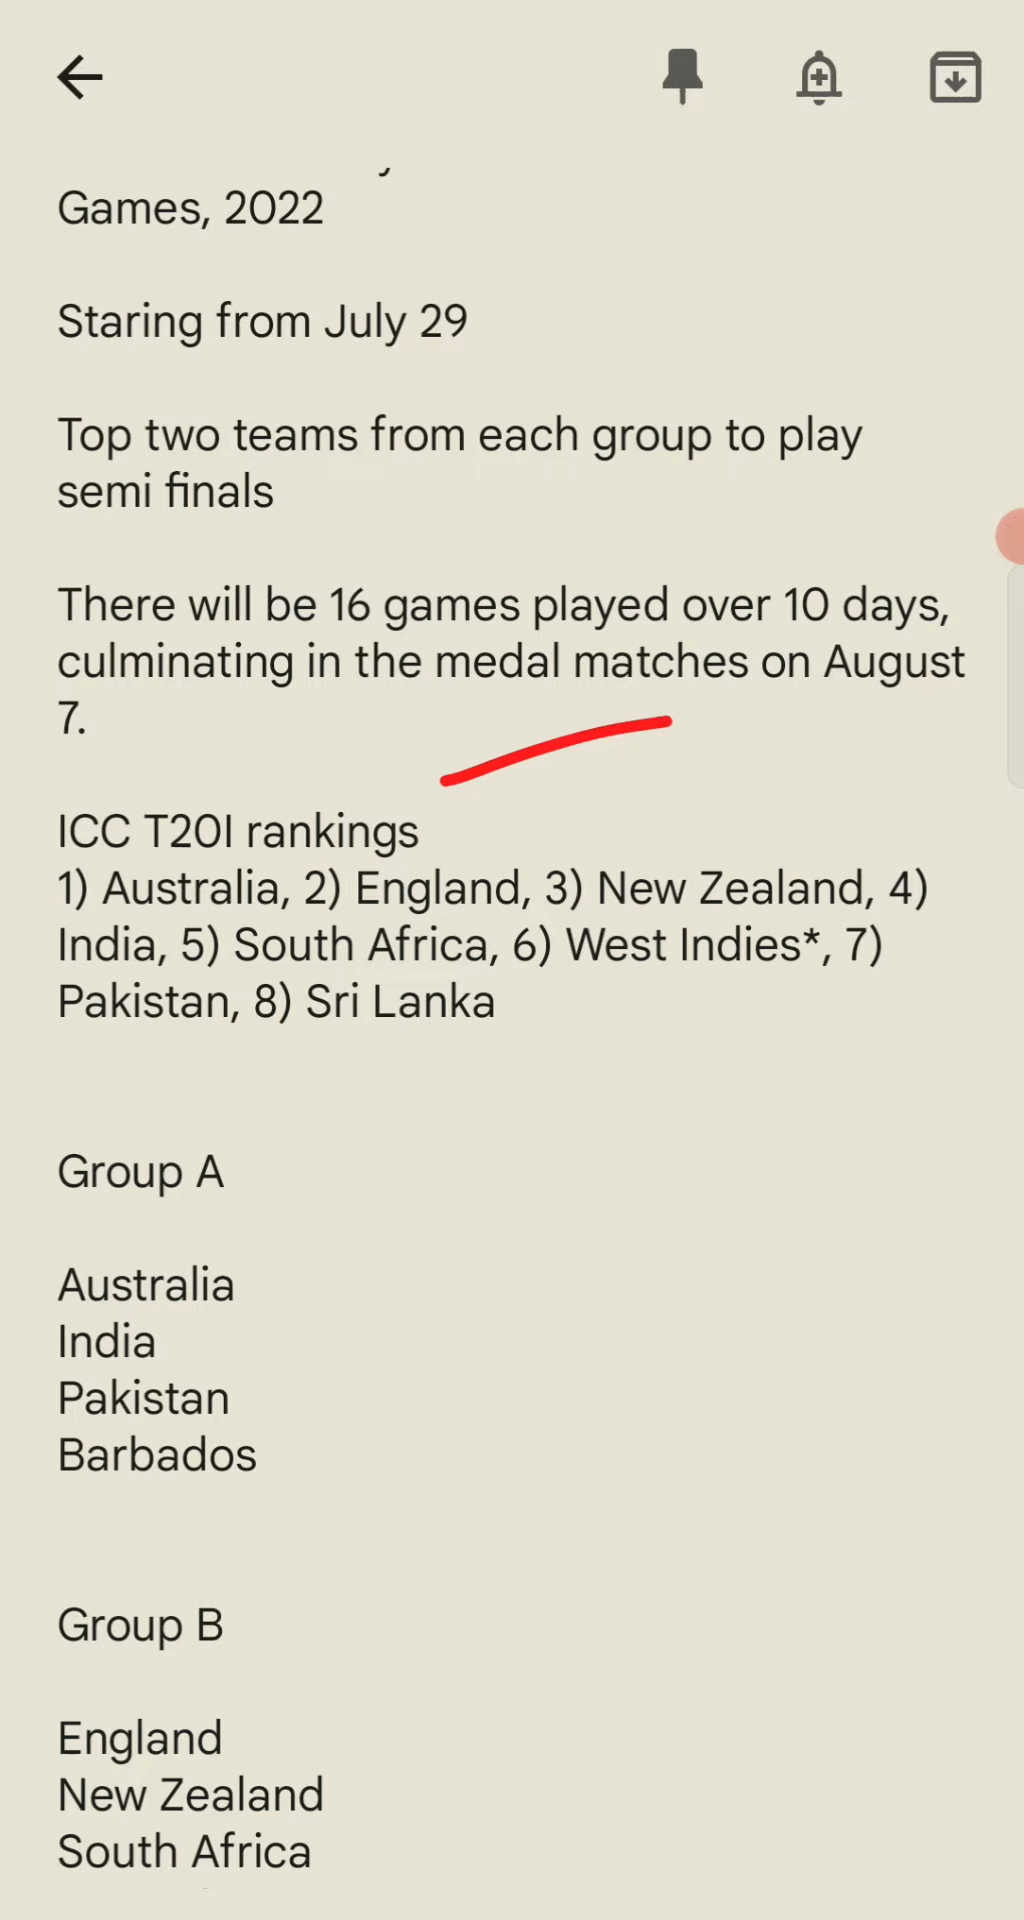 Games, 2022
Staring from July 29
Top two teams from each group to play
semi finals
There will be 16 games played over 10 days,
culminating in the medal matches on August
7.
ICC T20I rankings
1) Australia, 2) England, 3) New Zealand, 4)
India, 5) South Africa, 6) West Indies*, 7)
Pakistan, 8) Sri Lanka
Group A
Australia
India
Pakistan
Barbados
Group B
England
New Zealand
South Africa